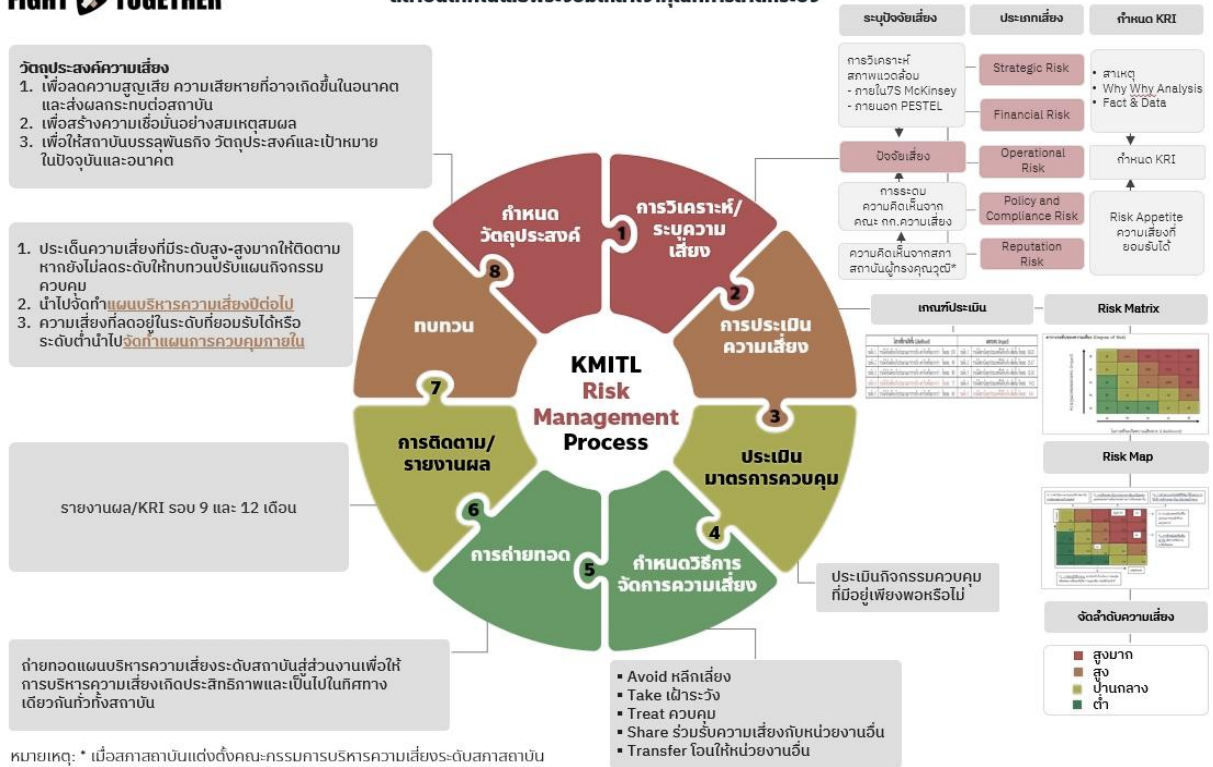 FIGHT TOGETHER
วัตถุประสงค์ความเสี่ยง
1. เพื่อลดความสูญเสีย ความเสียหายที่อาจเกิดขึ้นในอนาคต
และส่งผลกระทบต่อสถาบัน
2. เพื่อสร้างความเชื่อมั่นอย่างสมเหตุสมผล
3. เพื่อให้สถาบันบรรลุพันธกิจ วัตถุประสงค์และเป้าหมาย
ในปัจจุบันและอนาคต
1. ประเด็นความเสี่ยงที่มีระดับสูง-สูงมากให้ติดตาม
หากยังไม่ลดระดับให้ทบทวนปรับแผนกิจกรรม
ควบคุม
2. นำไปจัดทำแผนบริหารความเสี่ยงปีต่อไป
3. ความเสี่ยงที่ลดอยู่ในระดับที่ยอมรับได้หรือ
ระดับต่ำนำไปจัดทำแผนการควบคุมภายใน
รายงานผล/KRI รอบ 9 และ 12 เดือน
ถ่ายทอดแผนบริหารความเสี่ยงระดับสถาบันสู่ส่วนงานเพื่อให้
การบริหารความเสี่ยงเกิดประสิทธิภาพและเป็นไปในทิศทาง
เดียวกันทั่วทั้งสถาบัน
หมายเหตุ: * เมื่อสภาสถาบันแต่งตั้งคณะกรรมการบริหารความเสี่ยงระดับสภาสถาบัน
KMITL
Risk
Management
Process
กำหนด
วัตถุประสงค์
1
การวิเคราะห์/
ระบุความ
เสี่ยง
2
การประเมิน
ความเสี่ยง
3
ประเมิน
มาตรการควบคุม
4
กำหนดวิธีการ
จัดการความเสี่ยง
5
การถ่ายทอด
6
การติดตาม/
รายงานผล
7
ทบทวน
8
ระบุปัจจัยเสี่ยง
การวิเคราะห์
สภาพแวดล้อม
- ภายใน7S McKinsey
- ภายนอก PESTEL
ปัจจัยเสี่ยง
การระดม
ความคิดเห็นจาก
คณะ กก.ความเสี่ยง
ความคิดเห็นจากสภา
สถาบันผู้ทรงคุณวุฒิ*
ประเภทเสี่ยง
Strategic Risk
Financial Risk
Operational
Risk
Policy and
Compliance Risk
Reputation
Risk
กำหนด KRI
• สาเหตุ
• Why Why Analysis
• Fact & Data
กำหนด KRI
Risk Appetite
ความเสี่ยงที่
ยอมรับได้
เกณฑ์ประเมิน
Risk Matrix
Risk Map
จัดลำดับความเสี่ยง
สูงมาก
สูง
ปานกลาง
ต่ำ
ประเมินกิจกรรมควบคุม
ที่มีอยู่เพียงพอหรือไม่
▪ Avoid หลีกเลี่ยง
▪ Take เฝ้าระวัง
▪ Treat ควบคุม
▪ Share ร่วมรับความเสี่ยงกับหน่วยงานอื่น
▪ Transfer โอนให้หน่วยงานอื่น